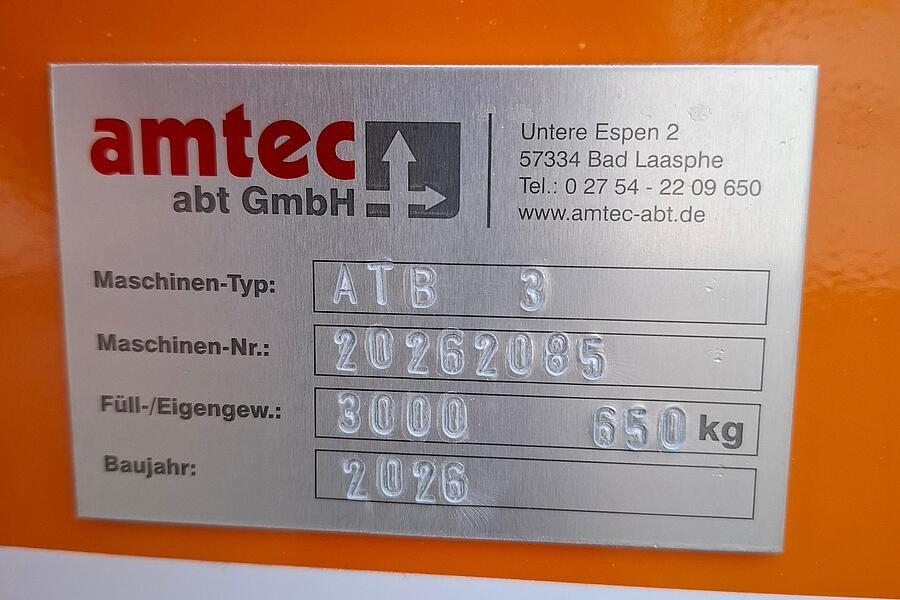 amtec
abt GmbH
Untere Espen 2
57334 Bad Laasphe
Tel.: 0 27 54 - 22 09 650
www.amtec-abt.de
Maschinen-Typ: ATB 3
Maschinen-Nr.: 20262085
Füll-/Eigengew.: 3000 650 kg
Baujahr: 2026